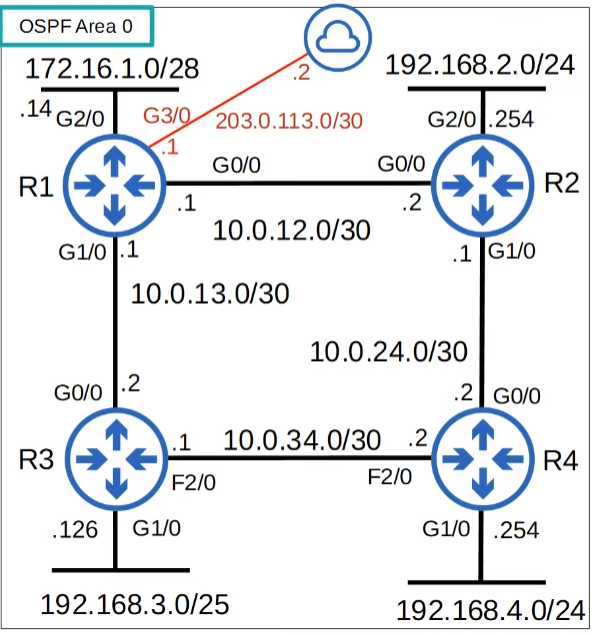 OSPF Area 0
172.16.1.0/28
.2
192.168.2.0/24
.14
G2/0
G3/0
203.0.113.0/30
G2/0
.254
.1
R1
G0/0
G0/0
R2
.1
10.0.12.0/30
.2
G1/0
.1
.1
G1/0
10.0.13.0/30
10.0.24.0/30
G0/0
.2
.2
G0/0
R3
.1
10.0.34.0/30
.2
R4
F2/0
F2/0
.126
G1/0
G1/0
.254
192.168.3.0/25
192.168.4.0/24